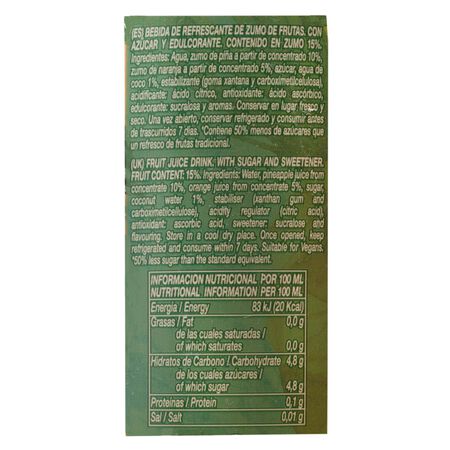 (ES) BEBIDA DE REFRESCANTE DE ZUMO DE FRUTAS. CON
AZUCAR Y EDULCORANTE. CONTENIDO EN ZUMO 15%.
Ingredientes: Agua, zumo de piña a partir de concentrado 10%,
zumo de naranja a partir de concentrado 5%, azúcar, agua de
coco 1%, estabilizante (goma xantana y carboximetilcelulosa),
acidificante: ácido cítrico, antioxidante: ácido ascórbico,
edulcorante: sucralosa y aromas. Conservar en lugar fresco y
seco. Una vez abierto, conservar refrigerado y consumir antes
de trascurridos 7 dias. *Contiene 50% menos de azúcares que
un refresco de frutas tradicional.
(UK) FRUIT JUICE DRINK. WITH SUGAR AND SWEETENER.
FRUIT CONTENT: 15%. Ingredients: Water, pineapple juice from
concentrate 10%, orange juice from concentrate 5%, sugar,
coconut water 1%, stabiliser (xanthan gum and
carboximetilcellulose), acidity regulator (citric acid),
antioxidant: ascorbic acid, sweetener: sucralose and
flavouring. Store in a cool dry place. Once opened, keep
refrigerated and consume within 7 days. Suitable for Vegans.
*50% less sugar than the standard equivalent.
INFORMACION NUTRICIONAL POR 100 ML
NUTRITIONAL INFORMATION PER 100 ML
Energía / Energy 83 kJ (20 Kcal)
Grasas / Fat 0,0 g
de las cuales saturadas /
of which saturates 0,0 g
Hidratos de Carbono / Carbohydrate 4,8 g
de los cuales azúcares /
of which sugar 4,8 g
Proteinas / Protein 0,1 g
Sal / Salt 0,01 g